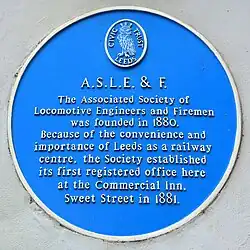 CIVIC TRUST
LEEDS
A.S.L.E. & F.
The Associated Society of
Locomotive Engineers and Firemen
was founded in 1880.
Because of the convenience and
importance of Leeds as a railway
centre, the Society established
its first registered office here
at the Commercial Inn,
Sweet Street in 1881.